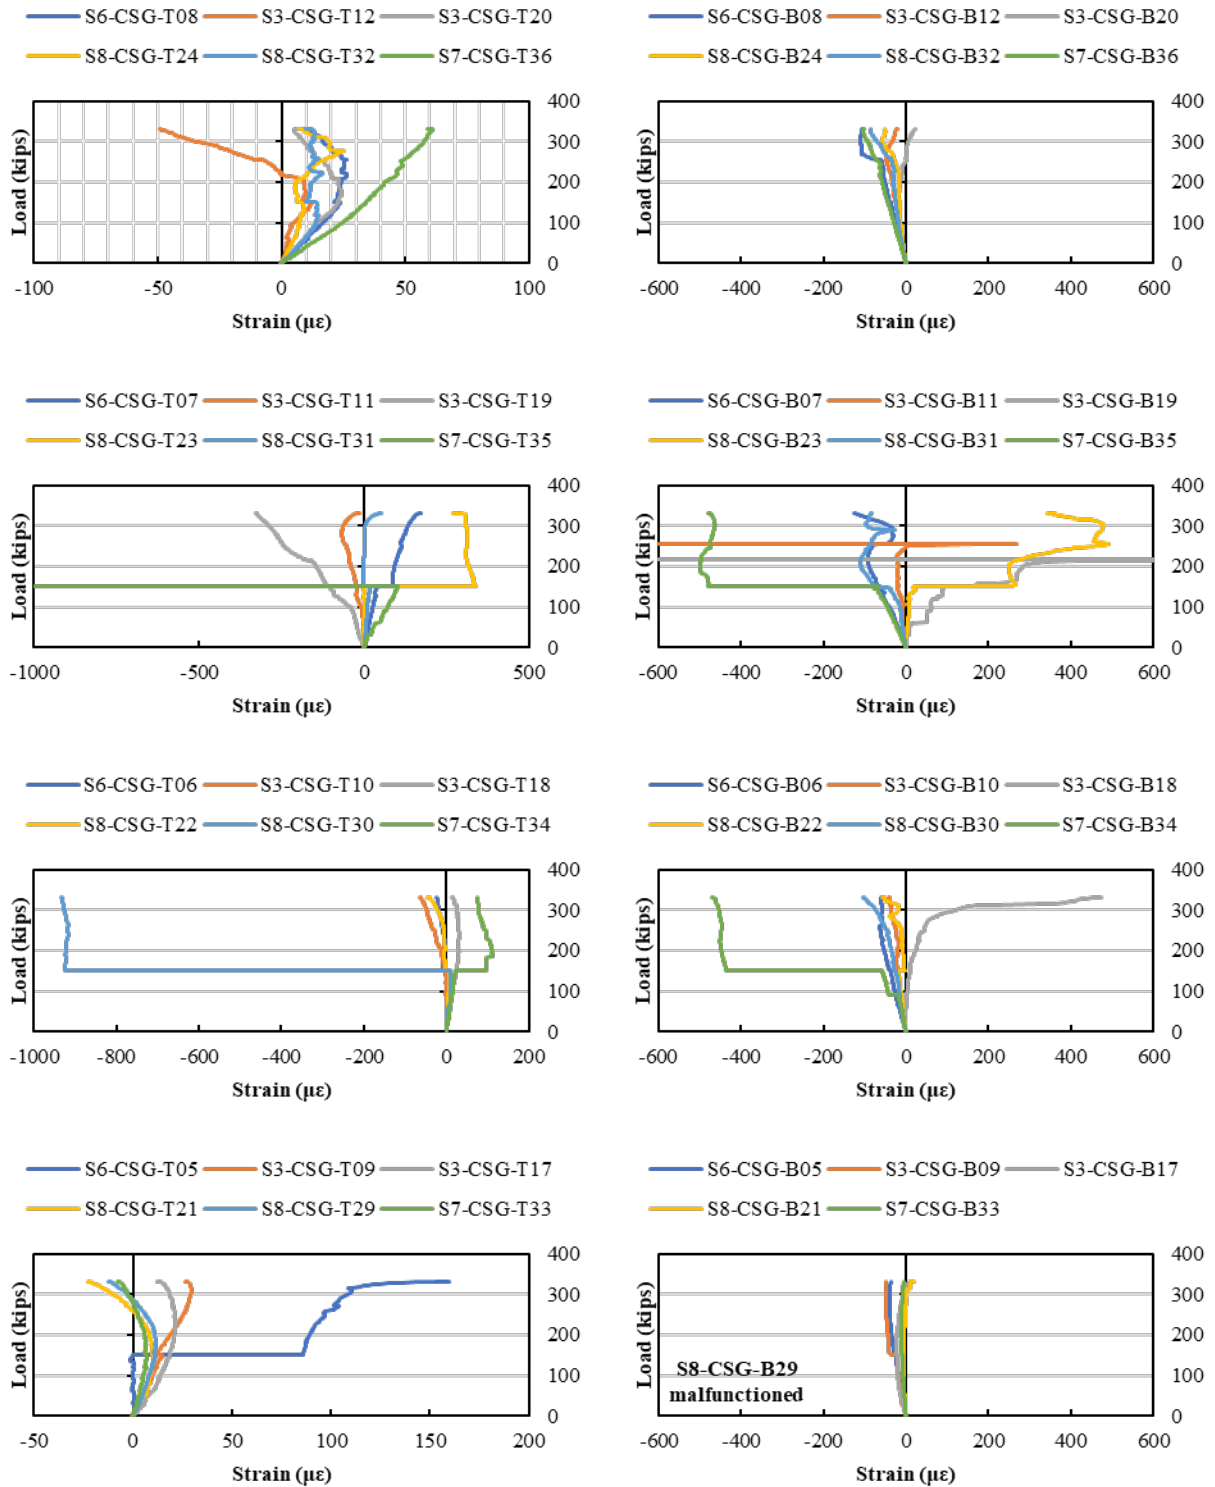 S6-CSG-T08 S3-CSG-T12 S3-CSG-T20
S8-CSG-T24 S8-CSG-T32 S7-CSG-T36
400
300
200
100
0
Load (kips)
-100 -50 0 50 100
Strain (με)
S6-CSG-B08 S3-CSG-B12 S3-CSG-B20
S8-CSG-B24 S8-CSG-B32 S7-CSG-B36
400
300
200
100
0
Load (kips)
-600 -400 -200 0 200 400 600
Strain (με)
S6-CSG-T07 S3-CSG-T11 S3-CSG-T19
S8-CSG-T23 S8-CSG-T31 S7-CSG-T35
400
300
200
100
0
Load (kips)
-1000 -500 0 500
Strain (με)
S6-CSG-B07 S3-CSG-B11 S3-CSG-B19
S8-CSG-B23 S8-CSG-B31 S7-CSG-B35
400
300
200
100
0
Load (kips)
-600 -400 -200 0 200 400 600
Strain (με)
S6-CSG-T06 S3-CSG-T10 S3-CSG-T18
S8-CSG-T22 S8-CSG-T30 S7-CSG-T34
400
300
200
100
0
Load (kips)
-1000 -800 -600 -400 -200 0 200
Strain (με)
S6-CSG-B06 S3-CSG-B10 S3-CSG-B18
S8-CSG-B22 S8-CSG-B30 S7-CSG-B34
400
300
200
100
0
Load (kips)
-600 -400 -200 0 200 400 600
Strain (με)
S6-CSG-T05 S3-CSG-T09 S3-CSG-T17
S8-CSG-T21 S8-CSG-T29 S7-CSG-T33
400
300
200
100
0
Load (kips)
-50 0 50 100 150 200
Strain (με)
S6-CSG-B05 S3-CSG-B09 S3-CSG-B17
S8-CSG-B21 S7-CSG-B33
400
300
200
100
0
Load (kips)
S8-CSG-B29
malfunctioned
-600 -400 -200 0 200 400 600
Strain (με)